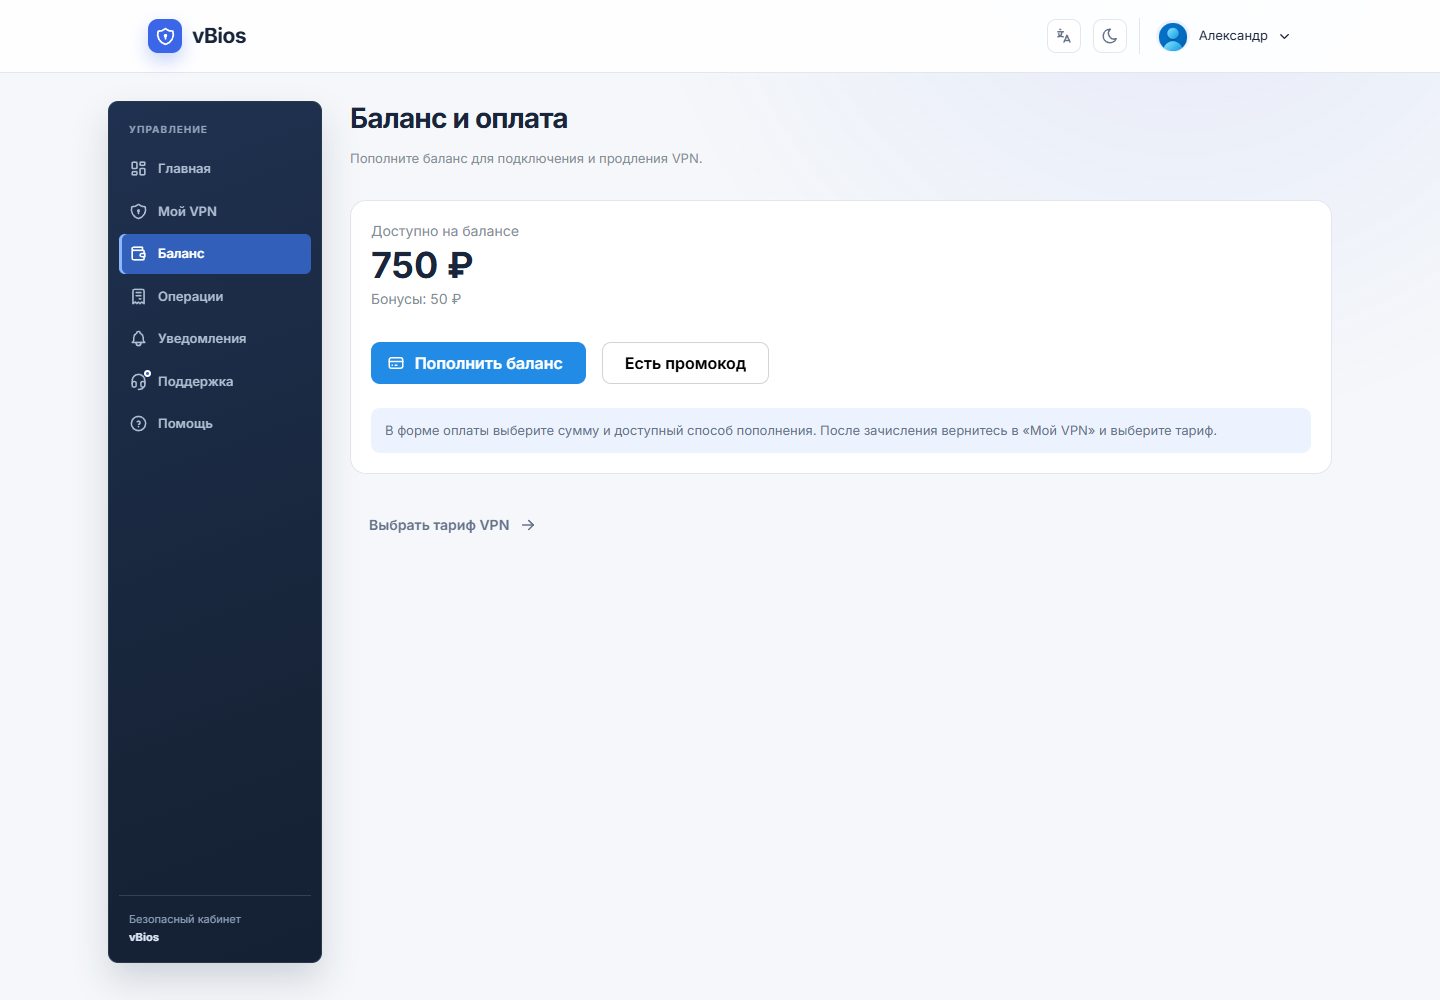 vBios
Александр
УПРАВЛЕНИЕ
Главная
Мой VPN
Баланс
Операции
Уведомления
Поддержка
Помощь
Безопасный кабинет
vBios
Баланс и оплата
Пополните баланс для подключения и продления VPN.
Доступно на балансе
750 ₽
Бонусы: 50 ₽
Пополнить баланс
Есть промокод
В форме оплаты выберите сумму и доступный способ пополнения. После зачисления вернитесь в «Мой VPN» и выберите тариф.
Выбрать тариф VPN